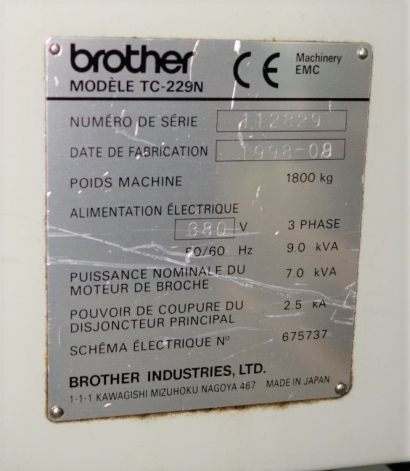 brother CE Machinery EMC
MODÈLE TC-229N
NUMÉRO DE SÉRIE 112829
DATE DE FABRICATION 1998-08
POIDS MACHINE 1800 kg
ALIMENTATION ÉLECTRIQUE
380 V 3 PHASE
50/60 Hz 9.0 kVA
PUISSANCE NOMINALE DU 7.0 kVA
MOTEUR DE BROCHE
POUVOIR DE COUPURE DU 2.5 kA
DISJONCTEUR PRINCIPAL
SCHÉMA ÉLECTRIQUE Nº 675737
BROTHER INDUSTRIES, LTD.
1-1-1 KAWAGISHI MIZUHOKU NAGOYA 467 MADE IN JAPAN